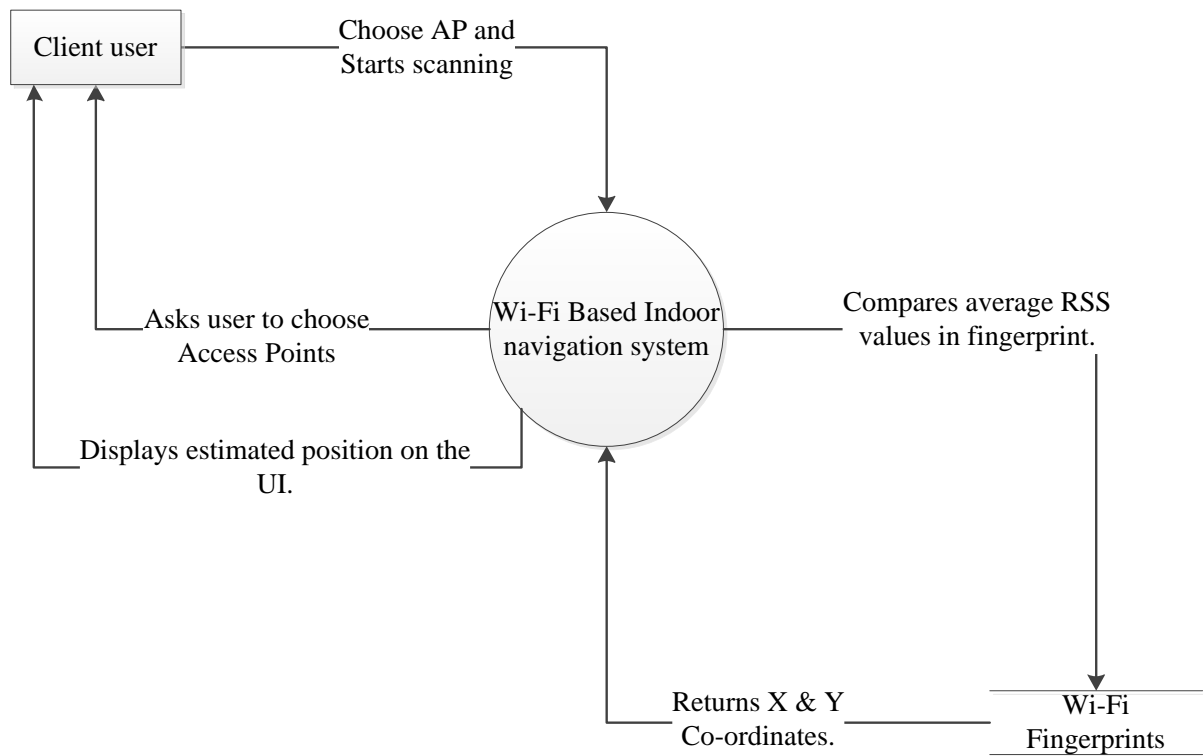 Client user
Choose AP and
Starts scanning
Wi-Fi Based Indoor
navigation system
Asks user to choose
Access Points
Compares average RSS
values in fingerprint.
Displays estimated position on the
UI.
Returns X & Y
Co-ordinates.
Wi-Fi
Fingerprints